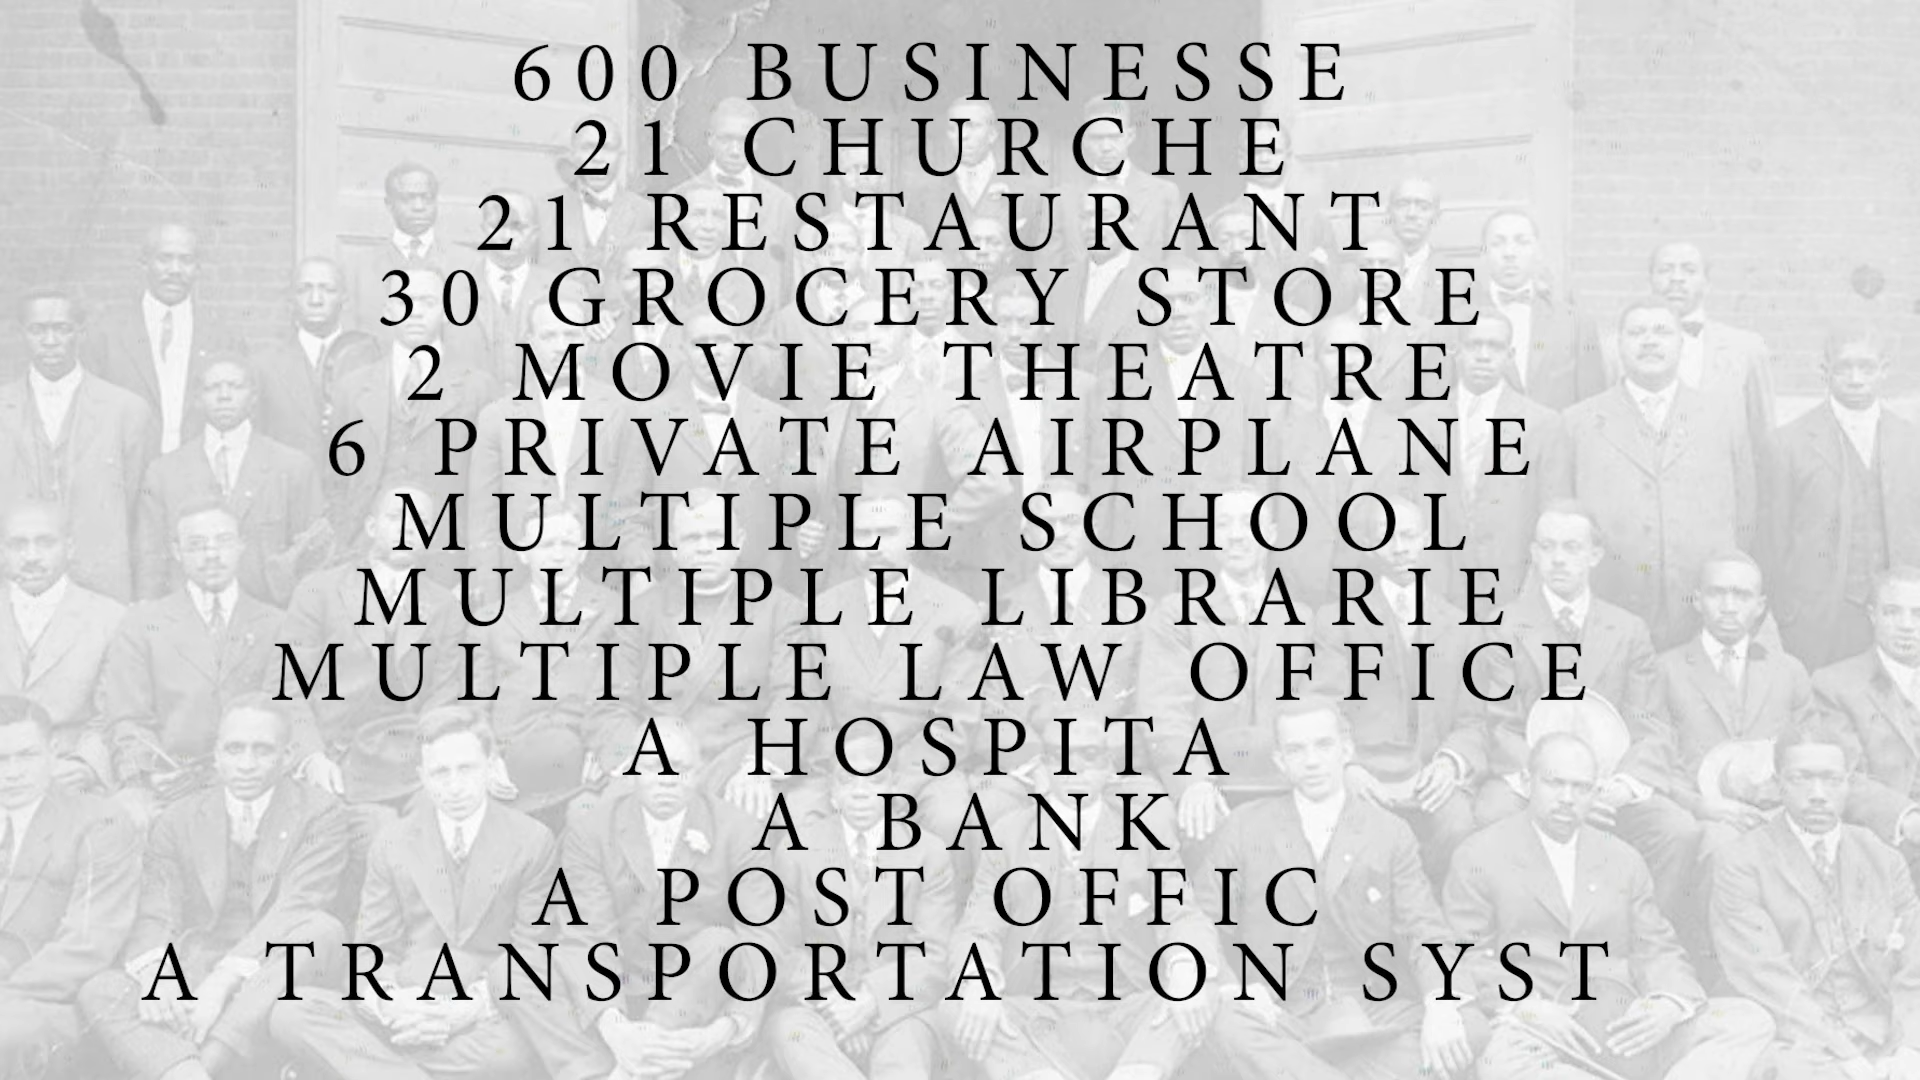 600 BUSINESSE
21 CHURCHE
21 RESTAURANT
30 GROCERY STORE
2 MOVIE THEATRE
6 PRIVATE AIRPLANE
MULTIPLE SCHOOL
MULTIPLE LIBRARIE
MULTIPLE LAW OFFICE
A HOSPITA
A BANK
A POST OFFIC
A TRANSPORTATION SYST